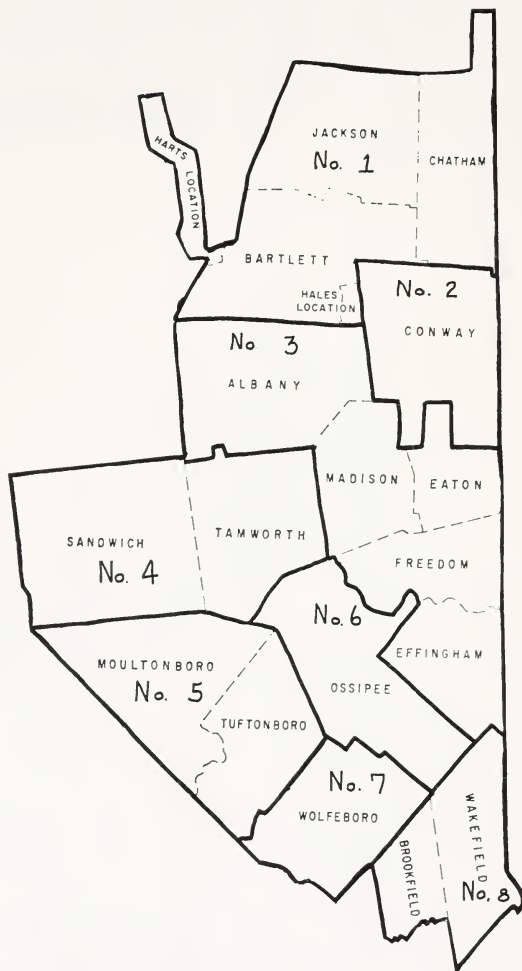 HARTS
LOCATION
JACKSON
No. 1
CHATHAM
BARTLETT
HALES
LOCATION
No. 2
CONWAY
No 3
ALBANY
MADISON
EATON
SANDWICH
No. 4
TAMWORTH
FREEDOM
No. 6
OSSIPEE
EFFINGHAM
MOULTONBORO
No. 5
TUFTONBORO
No. 7
WOLFEBORO
BROOKFIELD
WAKEFIELD
No. 8